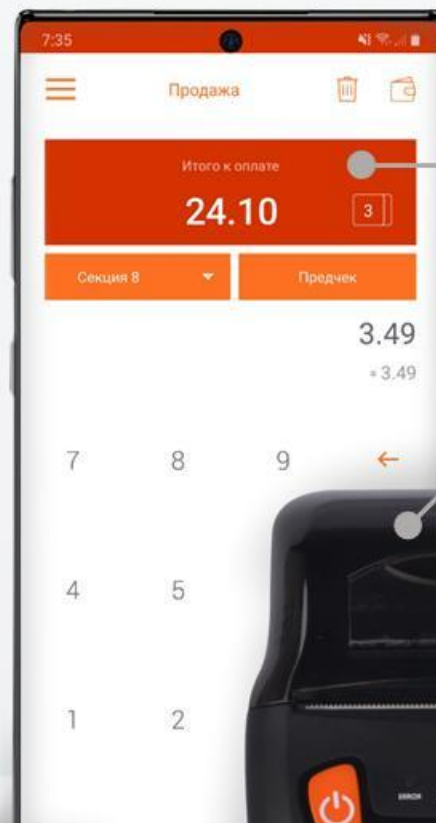 7:35
Продажа
Итого к оплате
24.10
3
Секция 8
Предчек
3.49
= 3.49
7 8 9 ←
4 5
1 2
ERROR